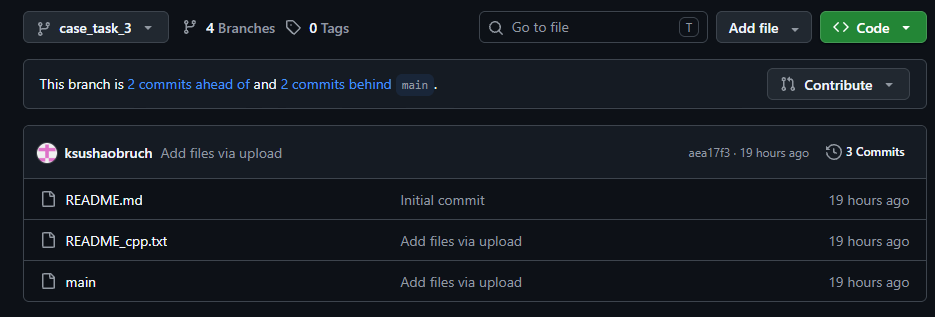 case_task_3 4 Branches 0 Tags Go to file T Add file Code
This branch is 2 commits ahead of and 2 commits behind main .
Contribute
ksushaobruch Add files via upload aea17f3 · 19 hours ago 3 Commits
README.md Initial commit 19 hours ago
README_cpp.txt Add files via upload 19 hours ago
main Add files via upload 19 hours ago